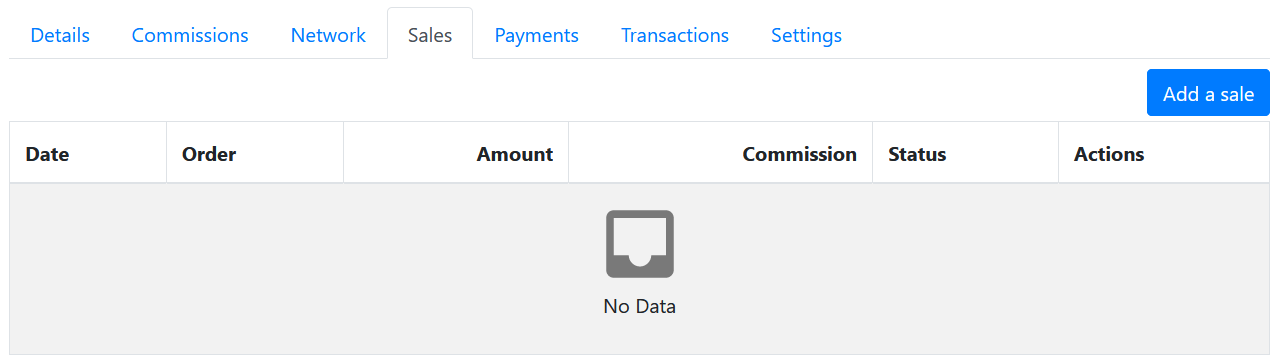 Details Commissions Network Sales Payments Transactions Settings
Add a sale
Date Order Amount Commission Status Actions
No Data